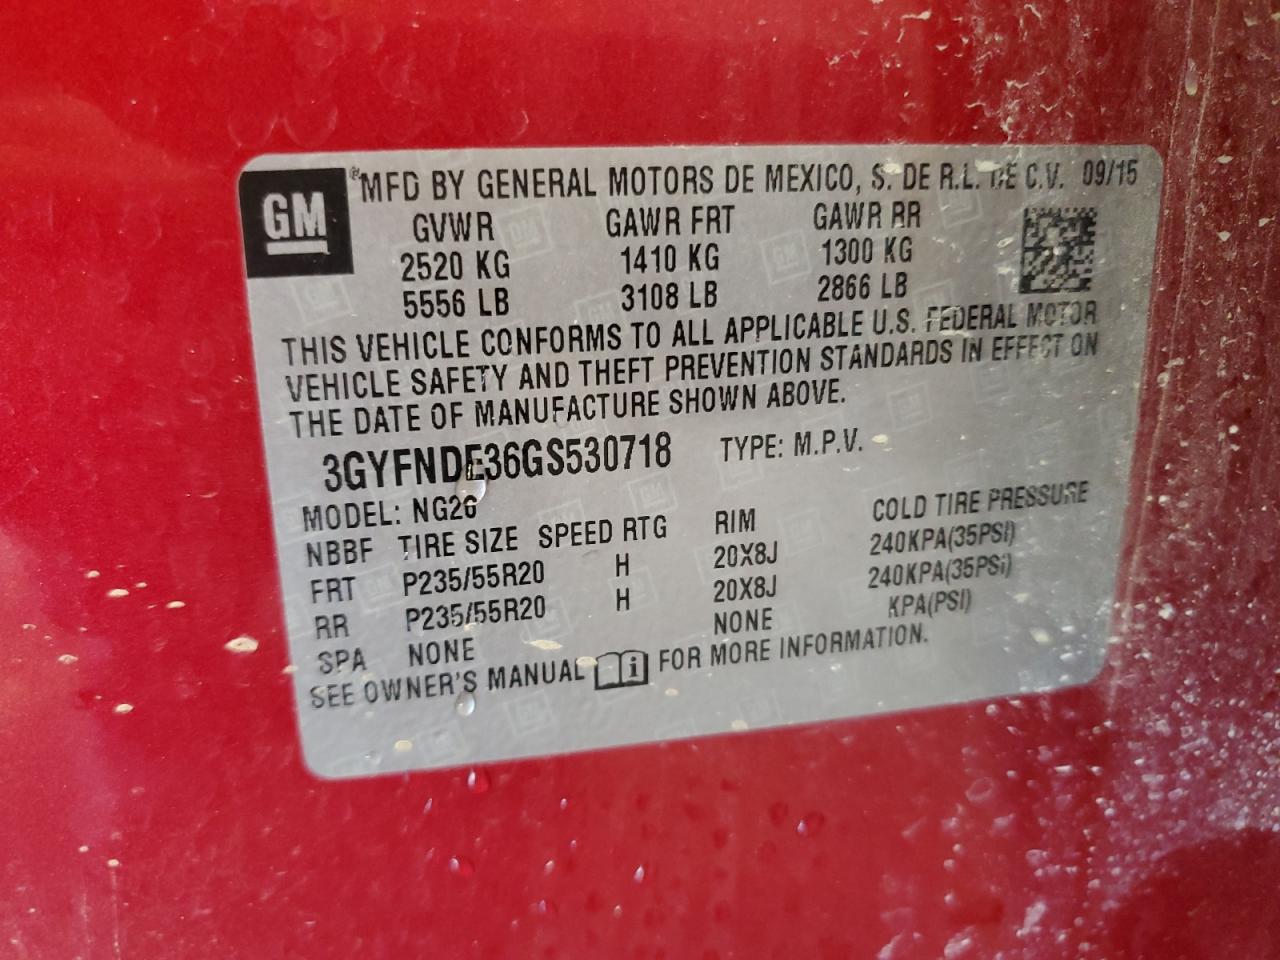 GM
® MFD BY GENERAL MOTORS DE MEXICO, S. DE R.L. DE C.V. 09/15
GVWR GAWR FRT GAWR RR
2520 KG 1410 KG 1300 KG
5556 LB 3108 LB 2866 LB
THIS VEHICLE CONFORMS TO ALL APPLICABLE U.S. FEDERAL MOTOR
VEHICLE SAFETY AND THEFT PREVENTION STANDARDS IN EFFECT ON
THE DATE OF MANUFACTURE SHOWN ABOVE.
3GYFNDE36GS530718 TYPE: M.P.V.
MODEL: NG26
NBBF TIRE SIZE SPEED RTG RIM COLD TIRE PRESSURE
FRT P235/55R20 H 20X8J 240KPA(35PSI)
RR P235/55R20 H 20X8J 240KPA(35PSI)
SPA NONE NONE KPA(PSI)
SEE OWNER'S MANUAL i FOR MORE INFORMATION.